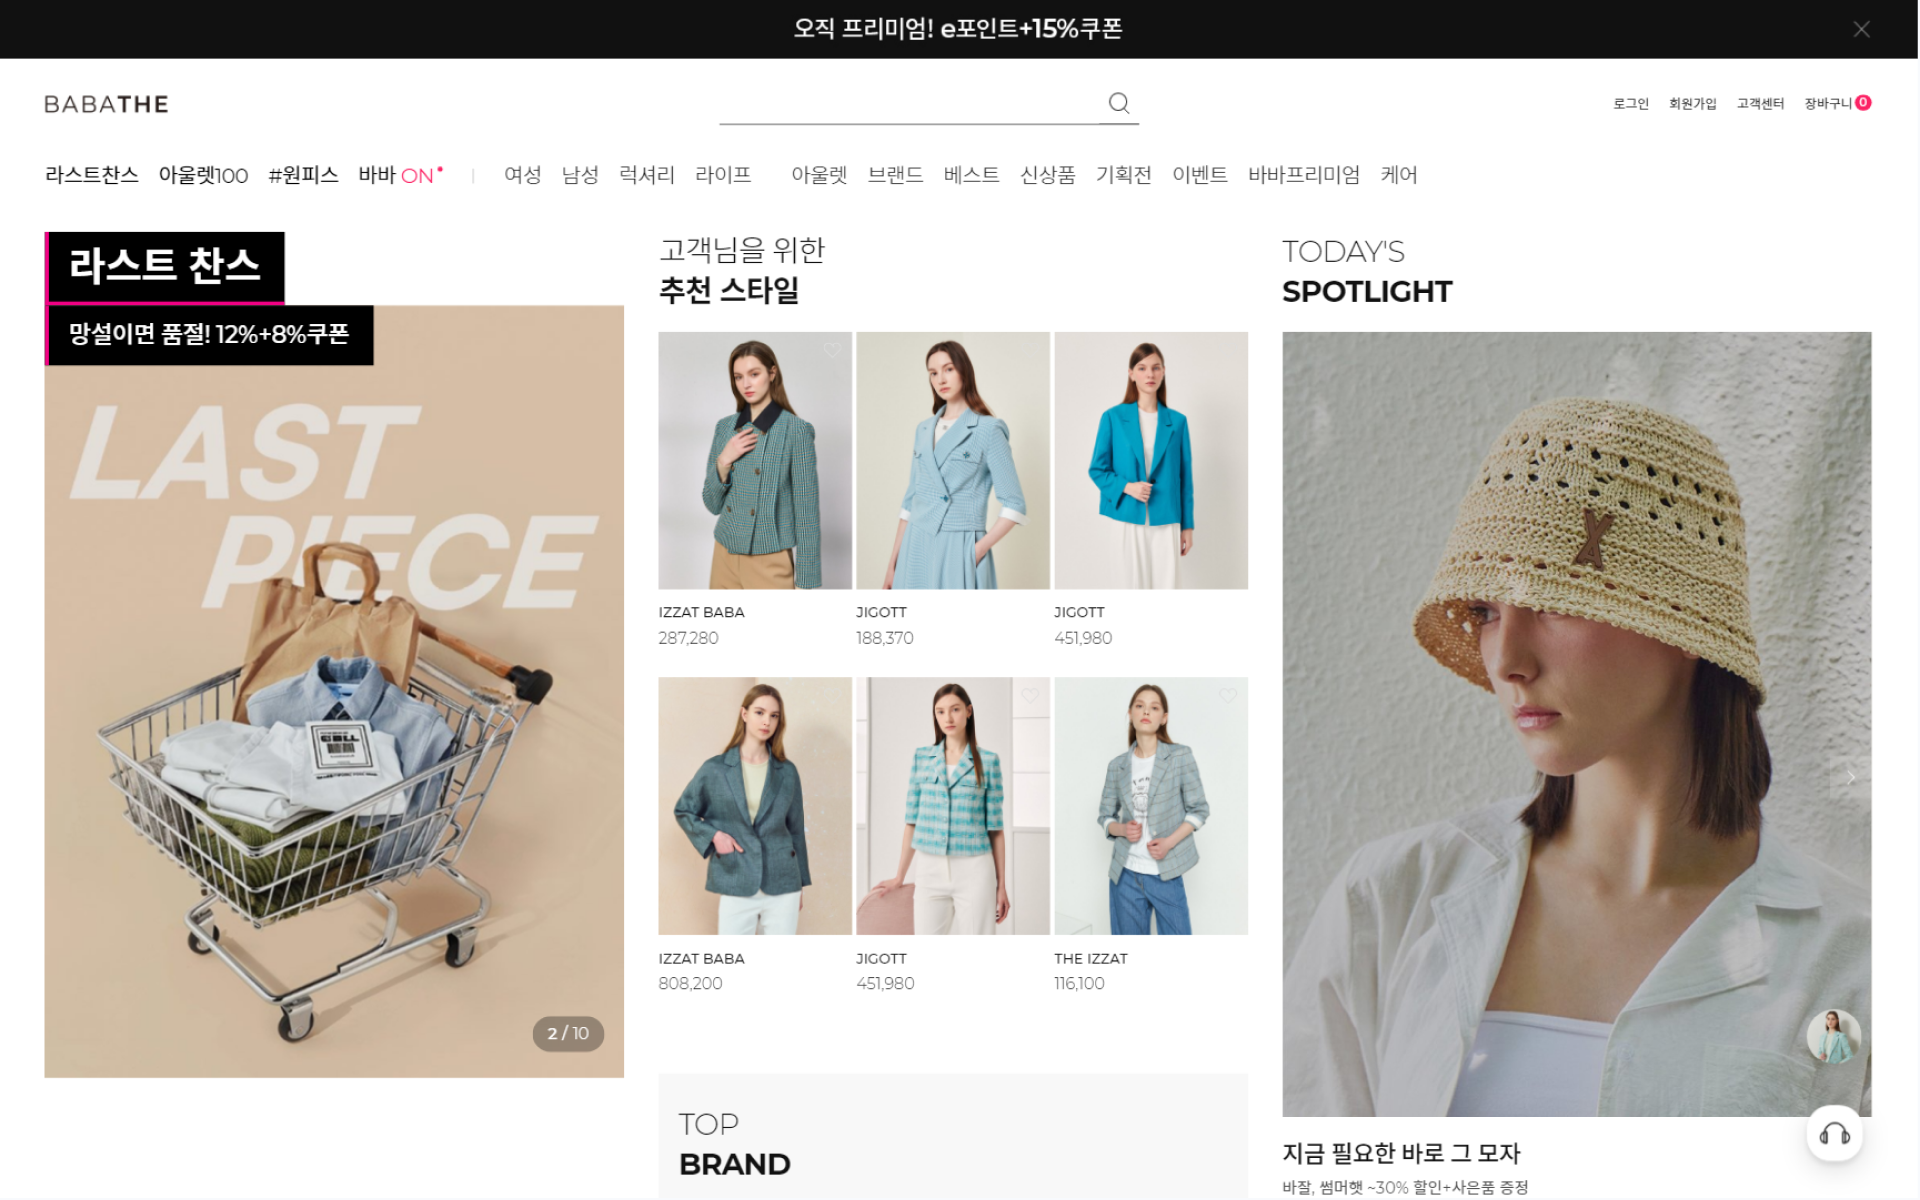 오직 프리미엄! e포인트+15%쿠폰
BABATHE
로그인 회원가입 고객센터 장바구니 0
라스트찬스 아울렛100 #원피스 바바 ON 여성 남성 럭셔리 라이프 아울렛 브랜드 베스트 신상품 기획전 이벤트 바바프리미엄 케어
라스트 찬스
망설이면 품절! 12%+8%쿠폰
LAST
PIECE
2 / 10
고객님을 위한
추천 스타일
IZZAT BABA
287,280
JIGOTT
188,370
JIGOTT
451,980
IZZAT BABA
808,200
JIGOTT
451,980
THE IZZAT
116,100
TOP
BRAND
TODAY'S
SPOTLIGHT
지금 필요한 바로 그 모자
바잘, 썸머햇 ~30% 할인+사은품 증정